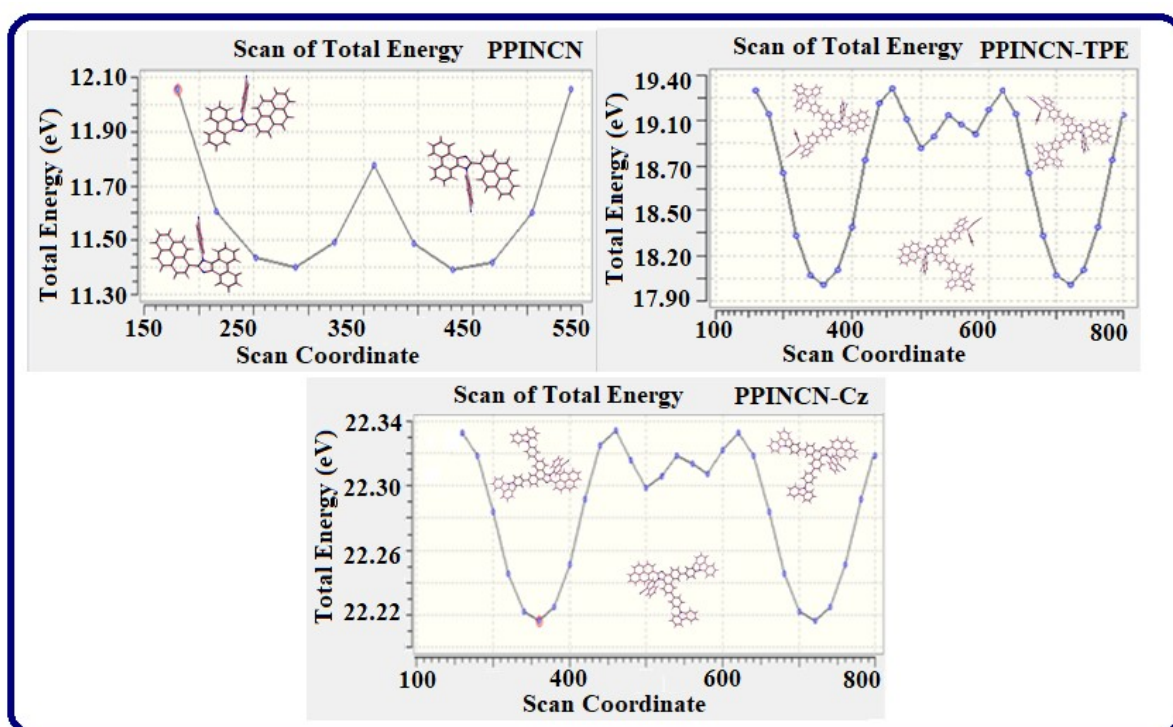 Scan of Total Energy PPINCN
Total Energy (eV)
12.10
11.90
11.70
11.50
11.30
150 250 350 450 550
Scan Coordinate
Scan of Total Energy PPINCN-TPE
Total Energy (eV)
19.40
19.10
18.70
18.50
18.20
17.90
100 400 600 800
Scan Coordinate
Scan of Total Energy PPINCN-Cz
Total Energy (eV)
22.34
22.30
22.26
22.22
100 400 600 800
Scan Coordinate